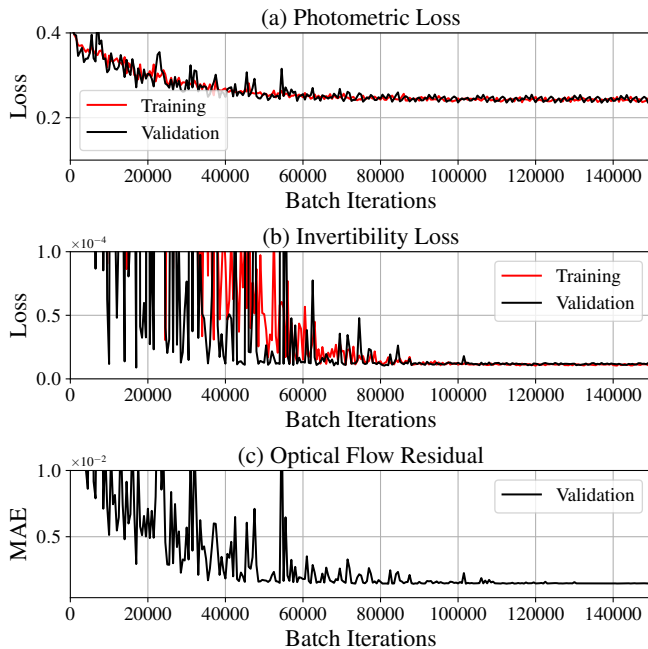 (a) Photometric Loss
0.4
0.2
Loss
Training
Validation
0 20000 40000 60000 80000 100000 120000 140000
Batch Iterations
(b) Invertibility Loss
×10⁻⁴
1.0
0.5
0.0
Loss
Training
Validation
0 20000 40000 60000 80000 100000 120000 140000
Batch Iterations
(c) Optical Flow Residual
×10⁻²
1.0
0.5
MAE
Validation
0 20000 40000 60000 80000 100000 120000 140000
Batch Iterations